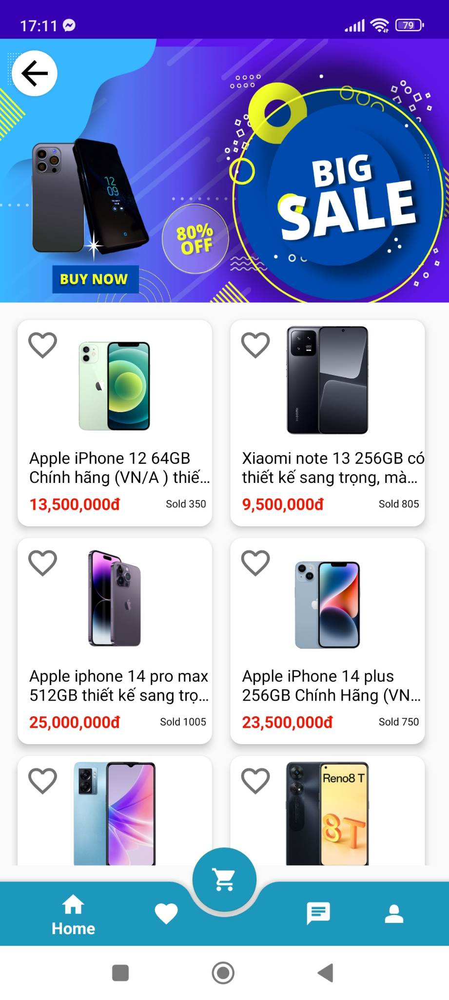 17:11
79
12
09
BIG
SALE
80%
OFF
BUY NOW
Apple iPhone 12 64GB
Chính hãng (VN/A ) thiế...
13,500,000đ
Sold 350
xiaomi
Xiaomi note 13 256GB có
thiết kế sang trọng, mà...
9,500,000đ
Sold 805
Apple iphone 14 pro max
512GB thiết kế sang trọ...
25,000,000đ
Sold 1005
Apple iPhone 14 plus
256GB Chính Hãng (VN...
23,500,000đ
Sold 750
Reno8 T
8T
Home